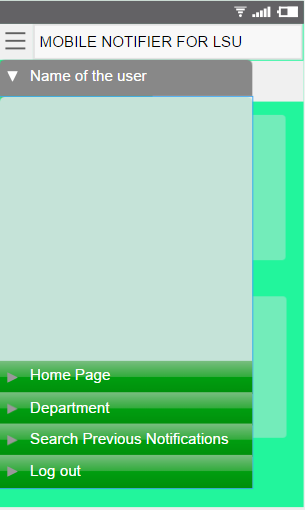 MOBILE NOTIFIER FOR LSU
Name of the user
Home Page
Department
Search Previous Notifications
Log out